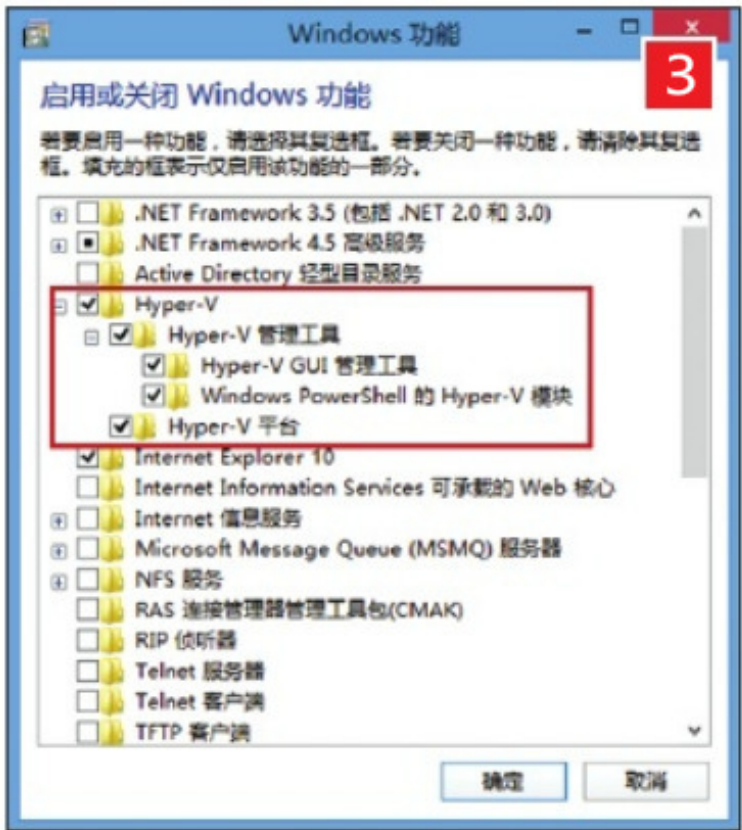 Windows 功能
3
启用或关闭 Windows 功能
若要启用一种功能，请选择其复选框。若要关闭一种功能，请清除其复选
框。填充的框表示仅启用该功能的一部分。
.NET Framework 3.5 (包括 .NET 2.0 和 3.0)
.NET Framework 4.5 高级服务
Active Directory 轻型目录服务
Hyper-V
Hyper-V 管理工具
Hyper-V GUI 管理工具
Windows PowerShell 的 Hyper-V 模块
Hyper-V 平台
Internet Explorer 10
Internet Information Services 可承载的 Web 核心
Internet 信息服务
Microsoft Message Queue (MSMQ) 服务器
NFS 服务
RAS 连接管理器管理工具包(CMAK)
RIP 侦听器
Telnet 服务器
Telnet 客户端
TFTP 客户端
确定 取消